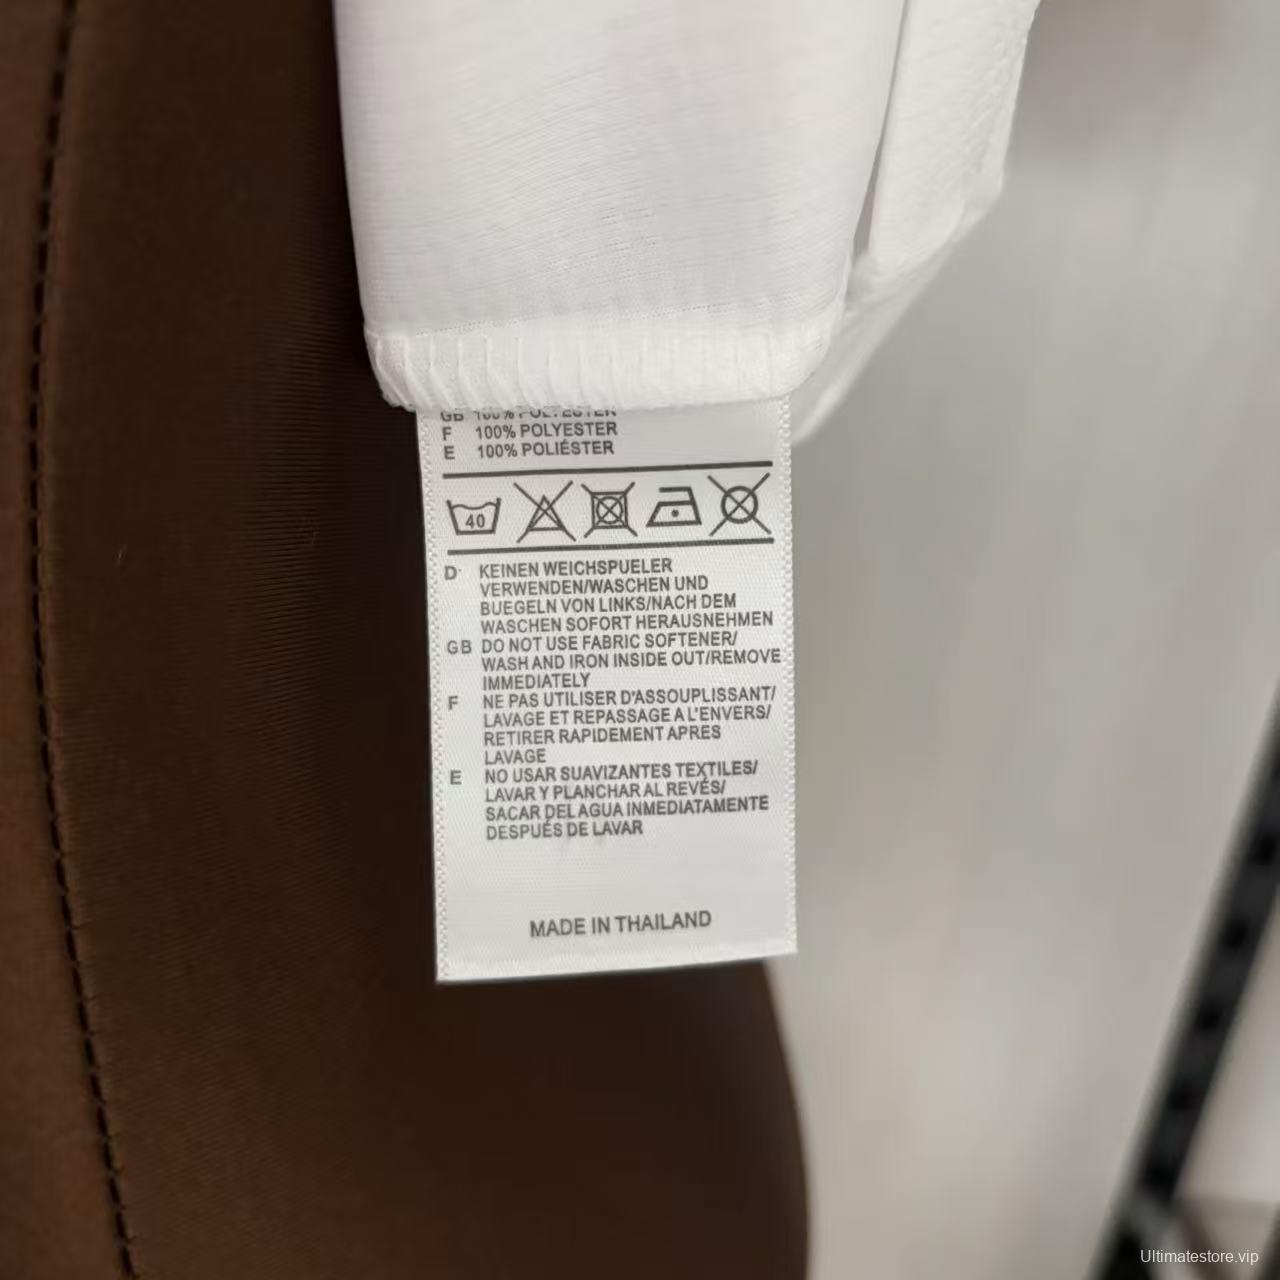 GB 100% POLYESTER
F 100% POLYESTER
E 100% POLIÉSTER
40
D KEINEN WEICHSPUELER
VERWENDEN/WASCHEN UND
BUEGELN VON LINKS/NACH DEM
WASCHEN SOFORT HERAUSNEHMEN
GB DO NOT USE FABRIC SOFTENER/
WASH AND IRON INSIDE OUT/REMOVE
IMMEDIATELY
F NE PAS UTILISER D'ASSOUPLISSANT/
LAVAGE ET REPASSAGE A L'ENVERS/
RETIRER RAPIDEMENT APRES
LAVAGE
E NO USAR SUAVIZANTES TEXTILES/
LAVAR Y PLANCHAR AL REVÉS/
SACAR DEL AGUA INMEDIATAMENTE
DESPUÉS DE LAVAR
MADE IN THAILAND
Ultimatestore.vip